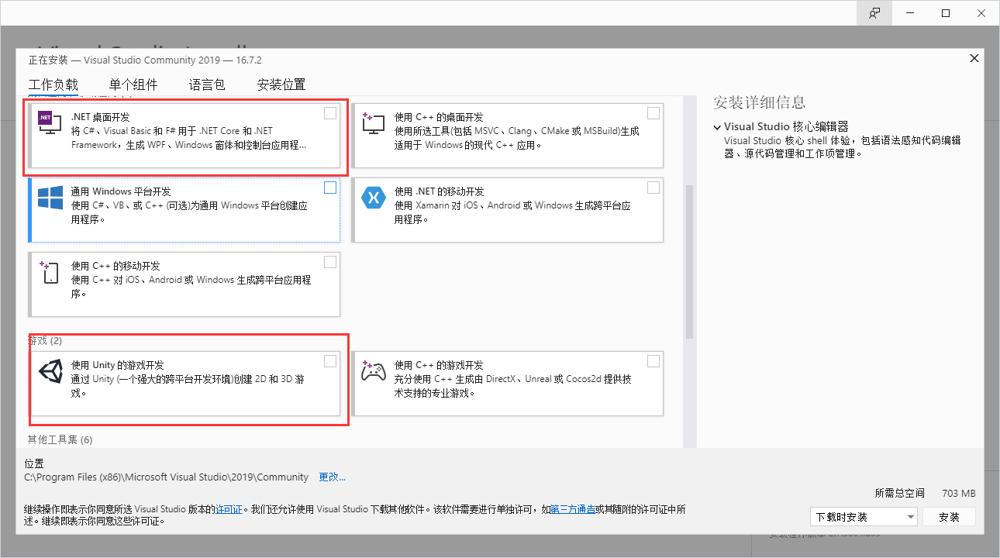 正在安装 — Visual Studio Community 2019 — 16.7.2
工作负载 单个组件 语言包 安装位置
.NET
.NET 桌面开发
将 C#、Visual Basic 和 F# 用于 .NET Core 和 .NET
Framework，生成 WPF、Windows 窗体和控制台应用程...
使用 C++ 的桌面开发
使用所选工具(包括 MSVC、Clang、CMake 或 MSBuild)生成
适用于 Windows 的现代 C++ 应用。
通用 Windows 平台开发
使用 C#、VB、或 C++ (可选)为通用 Windows 平台创建应
用程序。
使用 .NET 的移动开发
使用 Xamarin 对 iOS、Android 或 Windows 生成跨平台应
用程序。
使用 C++ 的移动开发
使用 C++ 对 iOS、Android 或 Windows 生成跨平台应用程
序。
游戏 (2)
使用 Unity 的游戏开发
通过 Unity (一个强大的跨平台开发环境)创建 2D 和 3D 游
戏。
使用 C++ 的游戏开发
充分使用 C++ 生成由 DirectX、Unreal 或 Cocos2d 提供技
术支持的专业游戏。
其他工具集 (6)
安装详细信息
Visual Studio 核心编辑器
Visual Studio 核心 shell 体验，包括语法感知代码编辑
器、源代码管理和工作项管理。
位置
C:\Program Files (x86)\Microsoft Visual Studio\2019\Community 更改...
所需总空间 703 MB
继续操作即表示你同意所选 Visual Studio 版本的许可证。我们还允许使用 Visual Studio 下载其他软件。该软件需要进行单独许可，如第三方通告或其随附的许可证中所
述。继续即表示你同意这些许可证。
下载时安装 安装